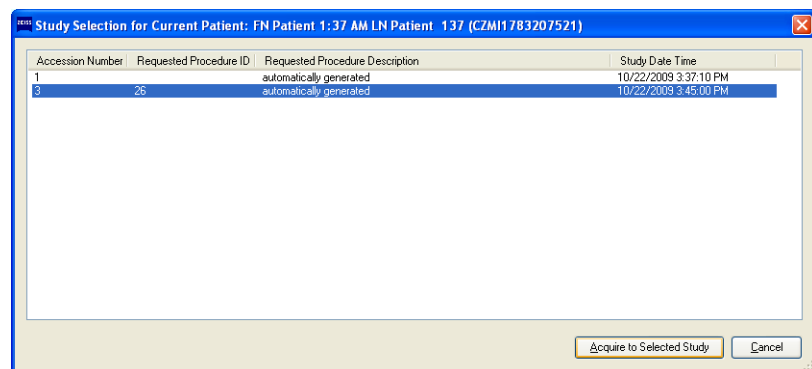 ZEISS Study Selection for Current Patient: FN Patient 1:37 AM LN Patient 137 (CZMI1783207521)
Accession Number Requested Procedure ID Requested Procedure Description Study Date Time
1 automatically generated 10/22/2009 3:37:10 PM
3 26 automatically generated 10/22/2009 3:45:00 PM
Acquire to Selected Study Cancel